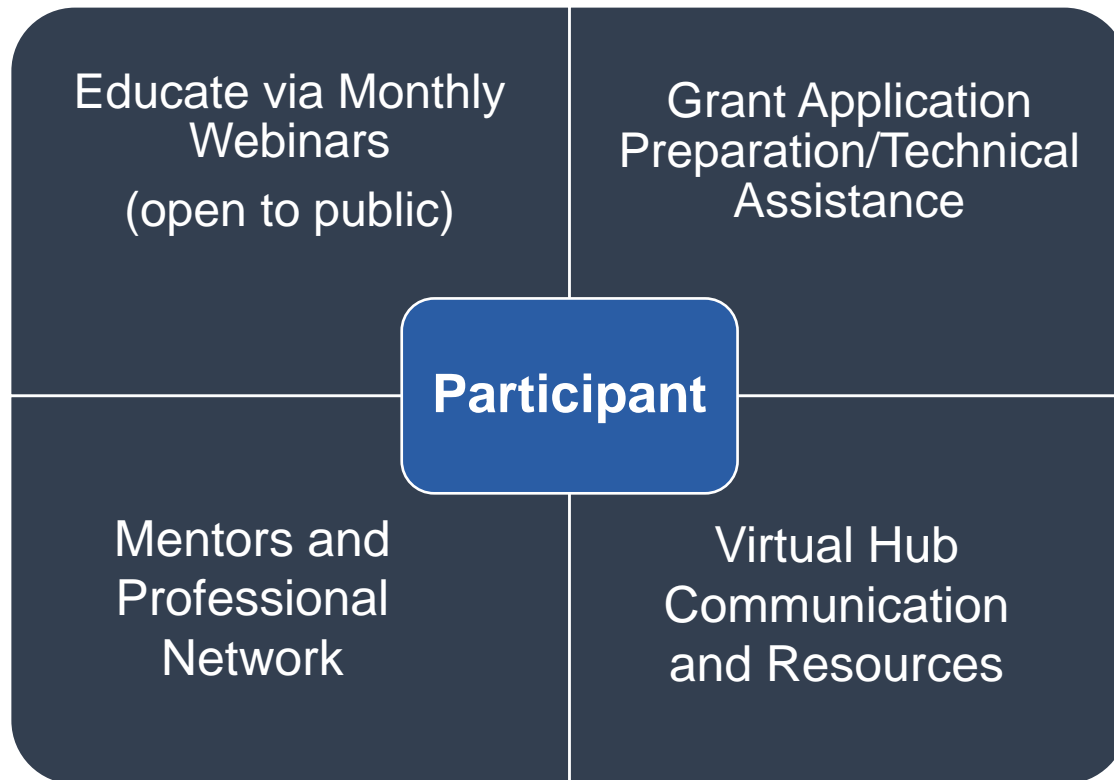 Educate via Monthly
Webinars
(open to public)
Grant Application
Preparation/Technical
Assistance
Participant
Mentors and
Professional
Network
Virtual Hub
Communication
and Resources